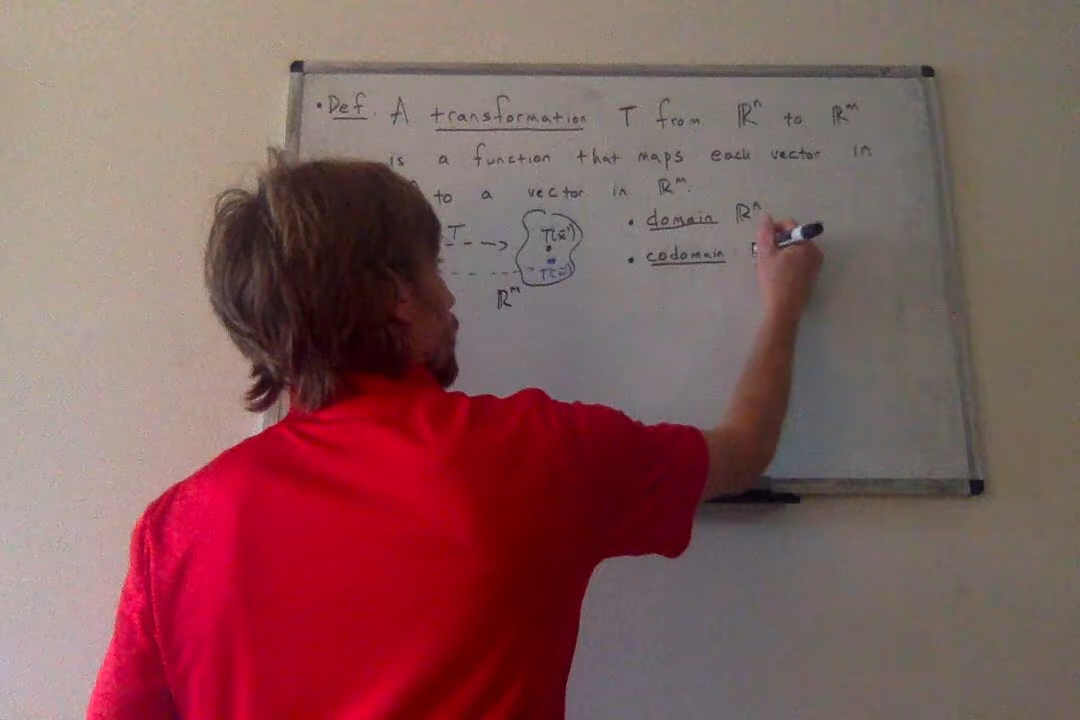 • Def. A transformation T from ℝⁿ to ℝᵐ
is a function that maps each vector in
to a vector in ℝᵐ.
• domain ℝⁿ
T
T(x⃗)
• codomain
ℝᵐ